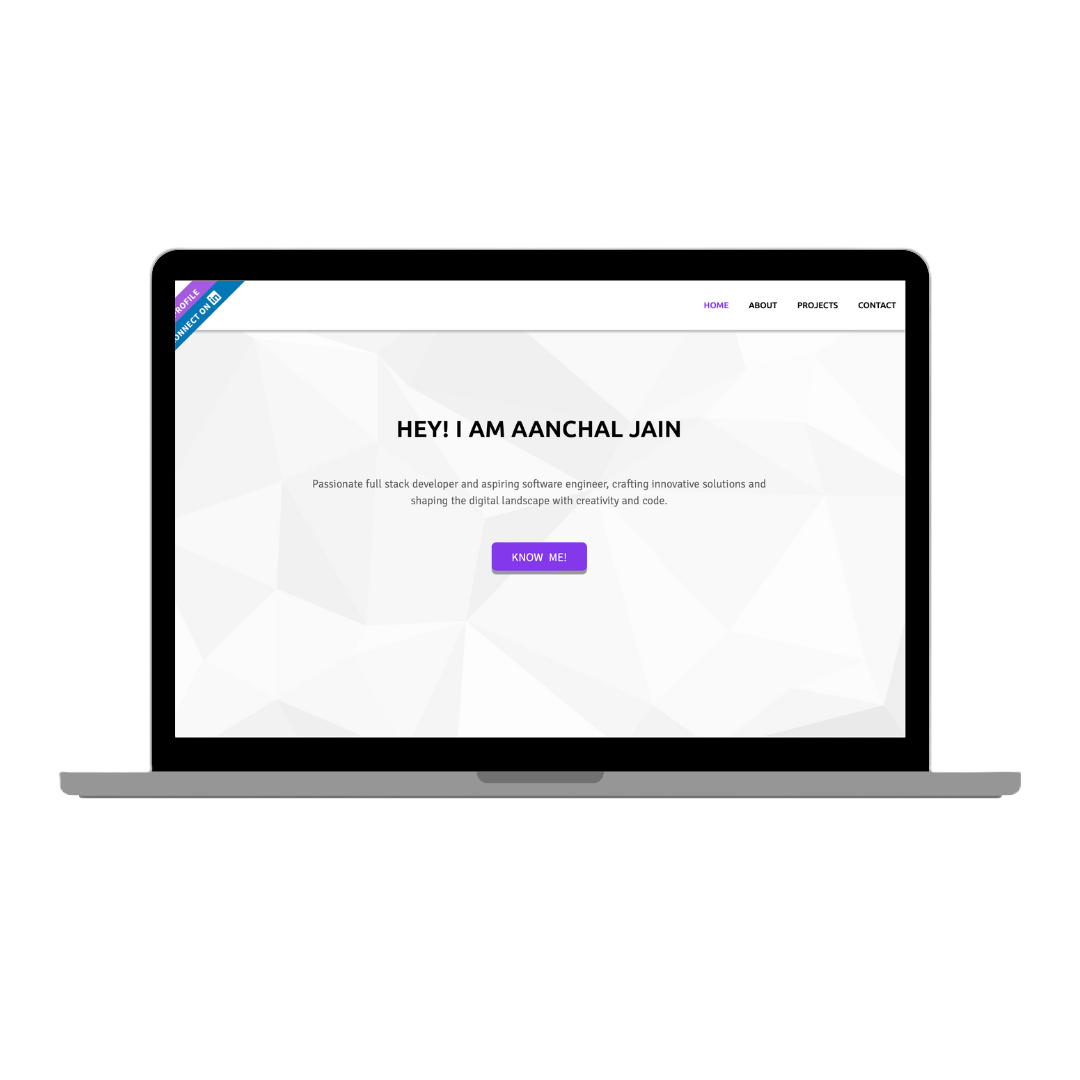 ROFILE
ONNECT ON in
HOME ABOUT PROJECTS CONTACT
HEY! I AM AANCHAL JAIN
Passionate full stack developer and aspiring software engineer, crafting innovative solutions and
shaping the digital landscape with creativity and code.
KNOW ME!